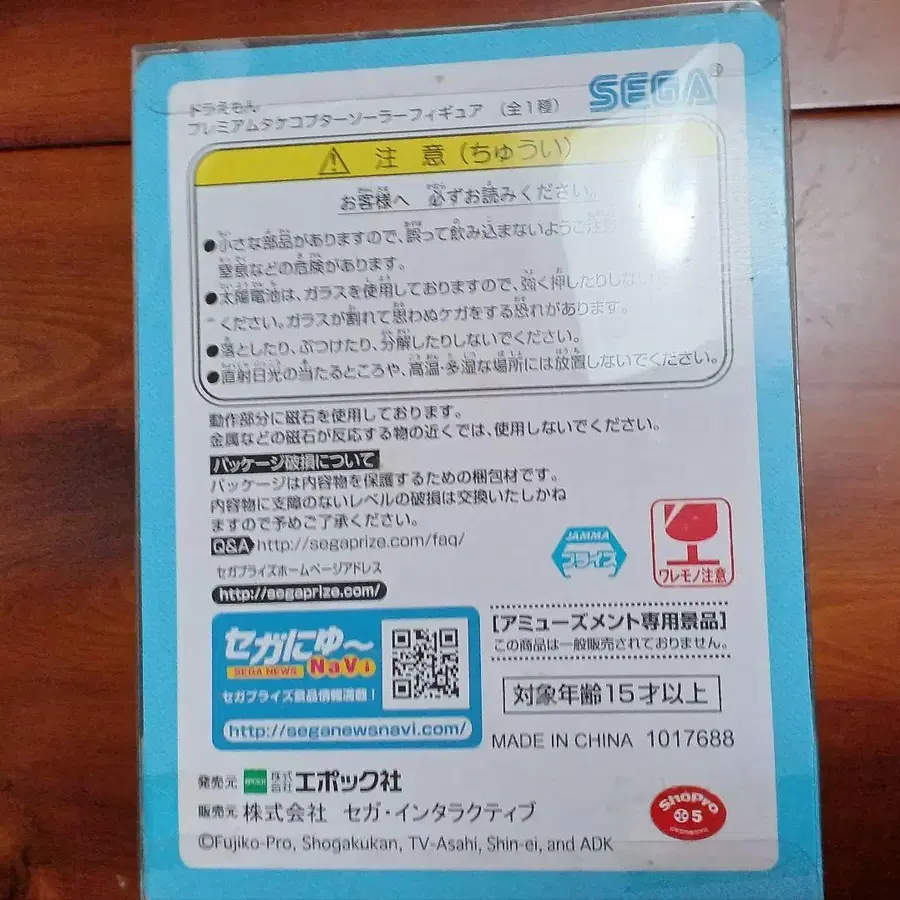 SEGA®
ドラえもん
プレミアムタケコプターソーラーフィギュア (全1種)
注意(ちゅうい)
お客様へ 必ずお読みください。
●小さな部品がありますので、誤って飲み込まないようご注
窒息などの危険があります。
●太陽電池は、ガラスを使用しておりますので、強く押したりしない
ください。ガラスが割れて思わぬケガをする恐れがあります。
●落としたり、ぶつけたり、分解したりしないでください。
●直射日光の当たるところや、高温・多湿な場所には放置しないでください。
動作部分に磁石を使用しております。
金属などの磁石が反応する物の近くでは、使用しないでください。
パッケージ破損について
パッケージは内容物を保護するための梱包材です。
内容物に支障のないレベルの破損は交換いたしかね
ますので予めご了承ください。
Q&A http://segaprize.com/faq/
セガプライズホームページアドレス
http://segaprize.com/
JAMMA
プライズ
ワレモノ注意
セガにゅ〜
SEGA NEWS NaVi
セガプライズ景品情報満載!
http://seganewsnavi.com/
[アミューズメント専用景品]
この商品は一般販売されておりません。
対象年齢15才以上
MADE IN CHINA 1017688
発売元 EPOCH 株式会社 エポック社
販売元 株式会社 セガ・インタラクティブ
©Fujiko-Pro, Shogakukan, TV-Asahi, Shin-ei, and ADK
ShoPro
5